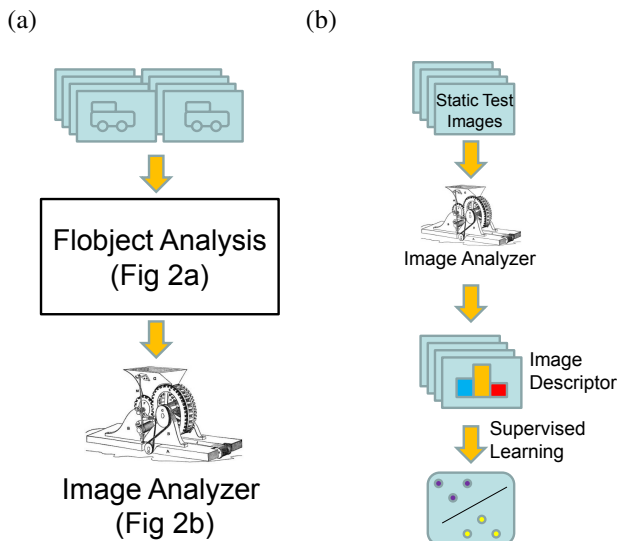 (a)
Flobject Analysis
(Fig 2a)
Image Analyzer
(Fig 2b)
(b)
Static Test
Images
Image Analyzer
Image
Descriptor
Supervised
Learning